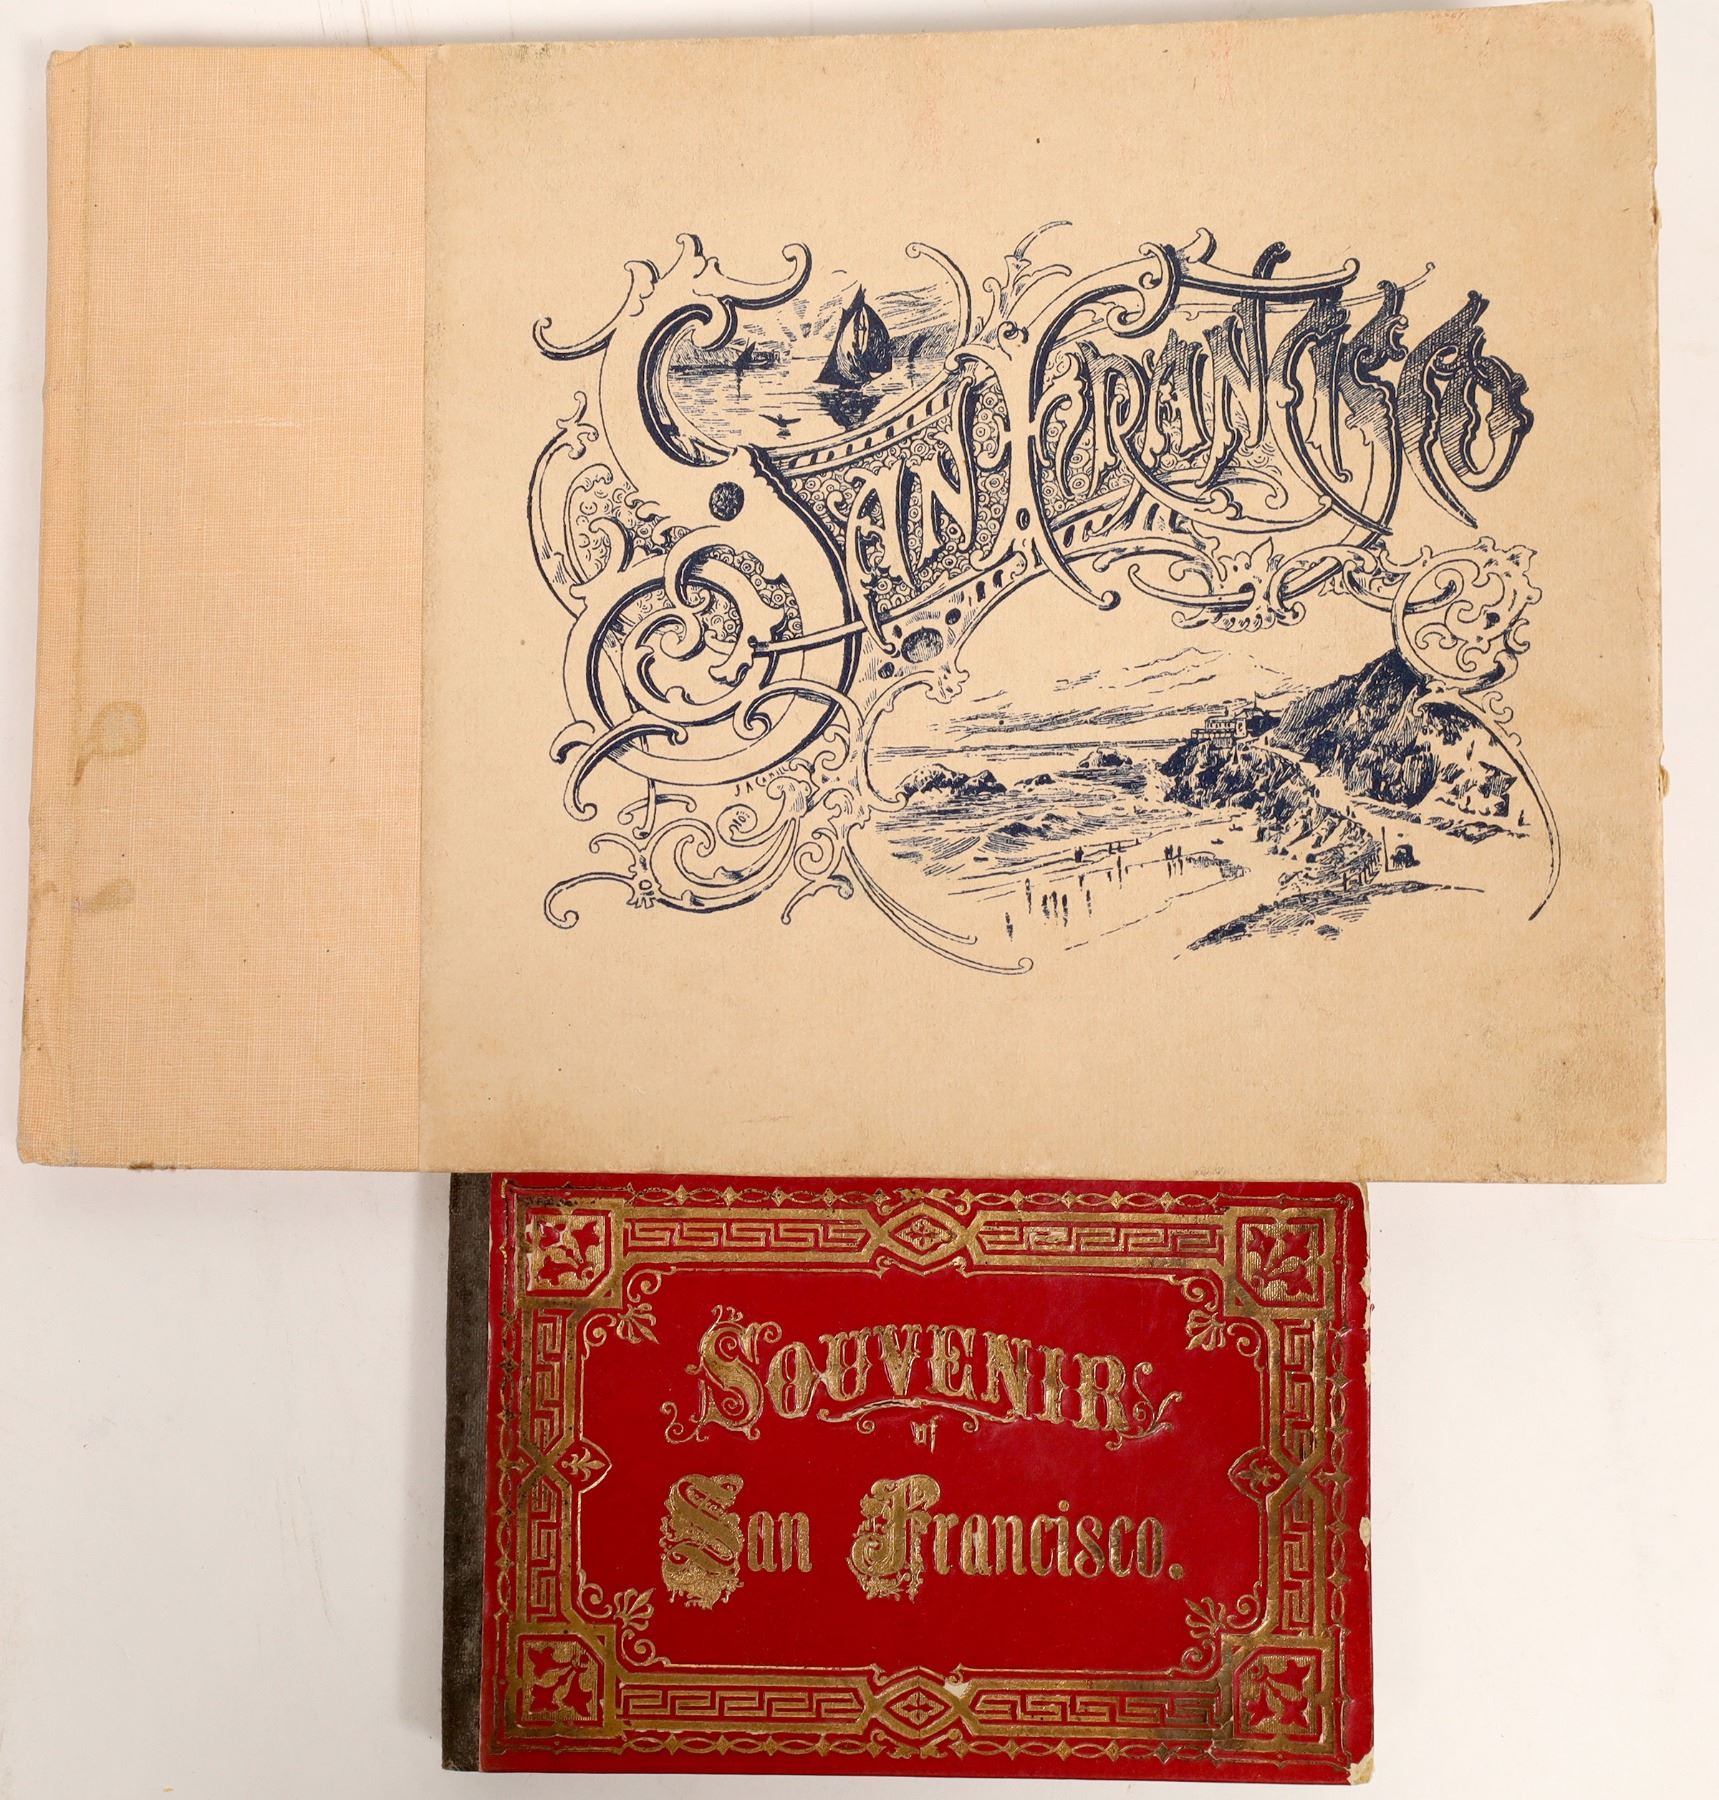 San Francisco
Souvenir
of
San Francisco.